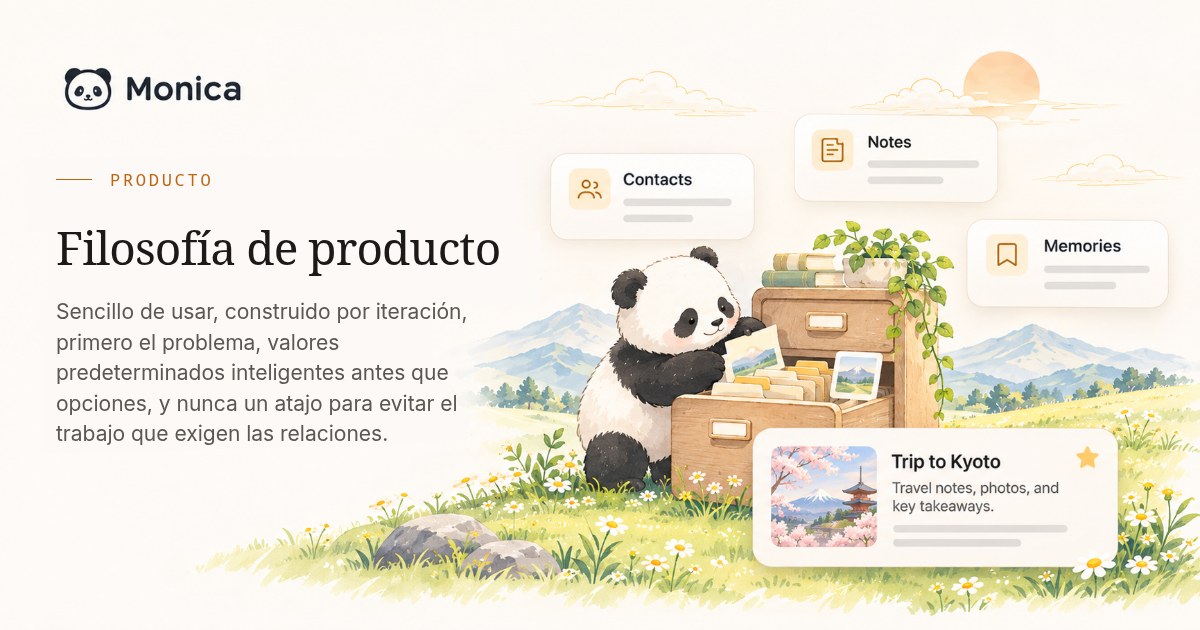 Monica
PRODUCTO
Filosofía de producto
Sencillo de usar, construido por iteración,
primero el problema, valores
predeterminados inteligentes antes que
opciones, y nunca un atajo para evitar el
trabajo que exigen las relaciones.
Contacts
Notes
Memories
Trip to Kyoto
Travel notes, photos, and
key takeaways.